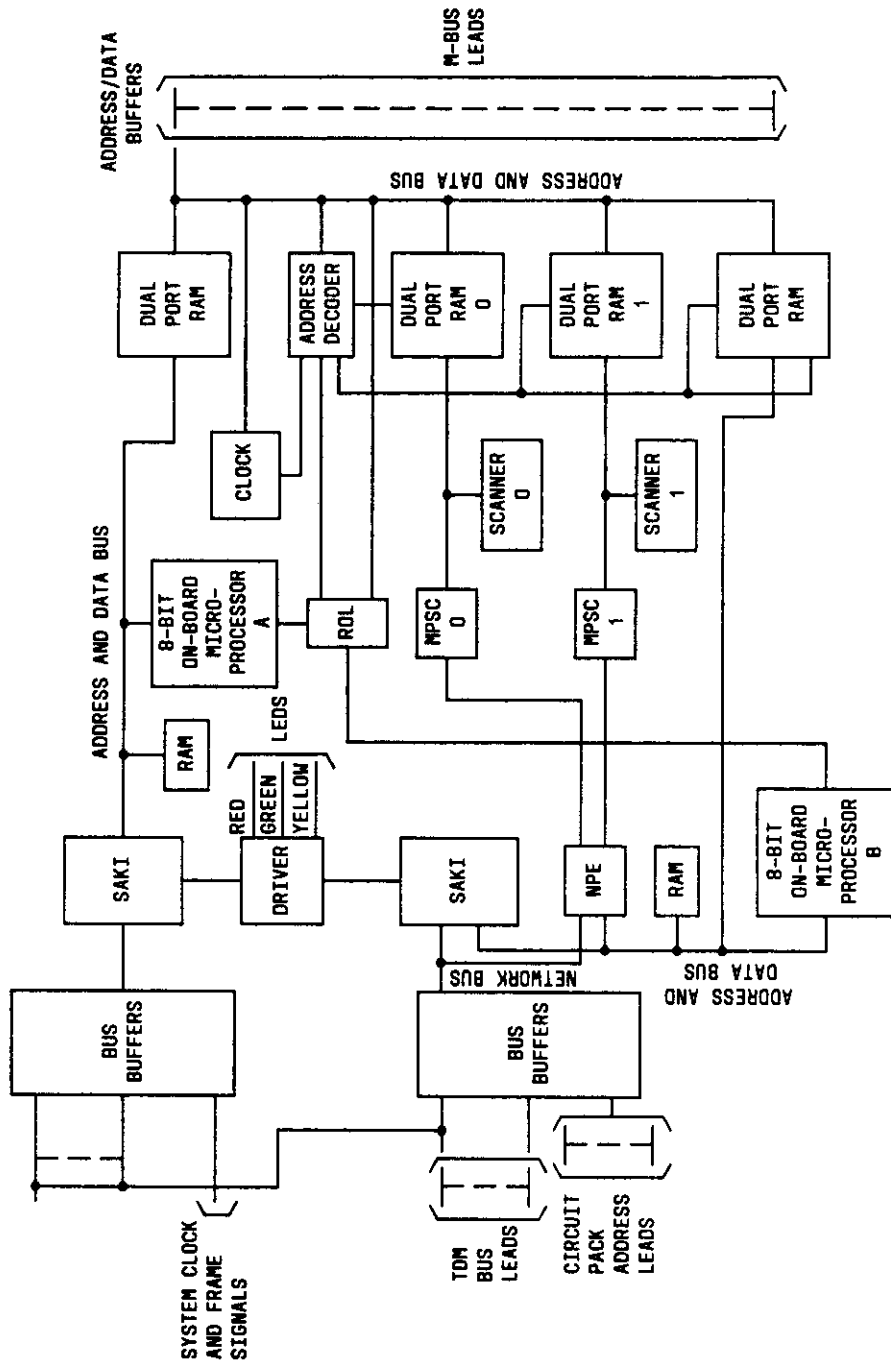 SYSTEM CLOCK
AND FRAME
SIGNALS
BUS
BUFFERS
SAKI
ADDRESS AND DATA BUS
RAM
8-BIT
ON-BOARD
MICRO-
PROCESSOR
A
CLOCK
DUAL
PORT
RAM
ADDRESS/DATA
BUFFERS
M-BUS
LEADS
DRIVER
RED
GREEN
YELLOW
LEDS
ROL
ADDRESS
DECODER
ADDRESS AND DATA BUS
TDM
BUS
LEADS
CIRCUIT
PACK
ADDRESS
LEADS
BUS
BUFFERS
NETWORK BUS
SAKI
NPE
MPSC
0
SCANNER
0
DUAL
PORT
RAM
0
MPSC
1
SCANNER
1
DUAL
PORT
RAM
1
ADDRESS AND
DATA BUS
RAM
8-BIT
ON-BOARD
MICRO-
PROCESSOR
B
DUAL
PORT
RAM